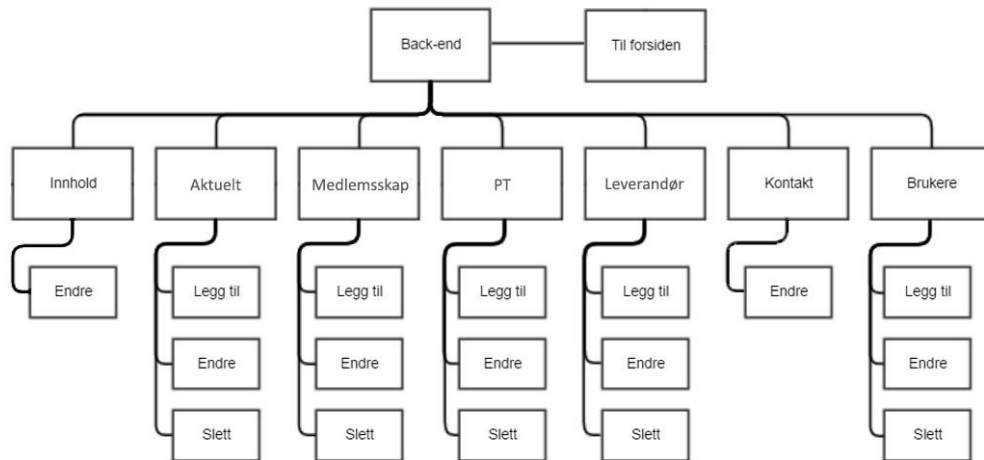 Back-end
Til forsiden
Innhold
Aktuelt
Medlemsskap
PT
Leverandør
Kontakt
Brukere
Endre
Legg til
Legg til
Legg til
Legg til
Endre
Legg til
Endre
Endre
Endre
Endre
Endre
Slett
Slett
Slett
Slett
Slett